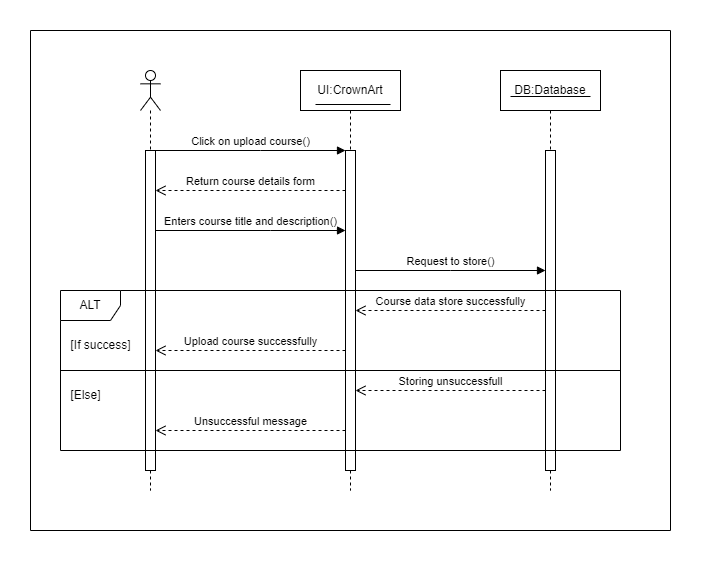 UI:CrownArt
DB:Database
Click on upload course()
Return course details form
Enters course title and description()
Request to store()
ALT
Course data store successfully
[If success]
Upload course successfully
Storing unsuccessfull
[Else]
Unsuccessful message